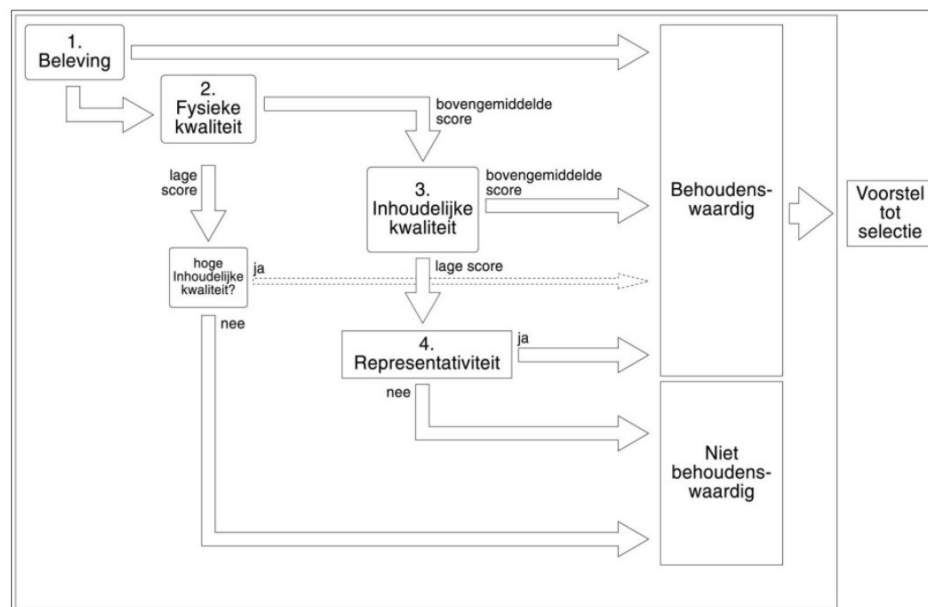 1.
Beleving
2.
Fysieke
kwaliteit
bovengemiddelde
score
lage
score
3.
Inhoudelijke
kwaliteit
bovengemiddelde
score
Behoudens-
waardig
Voorstel
tot
selectie
hoge
Inhoudelijke
kwaliteit?
ja
lage score
nee
4.
Representativiteit
ja
nee
Niet
behoudens-
waardig